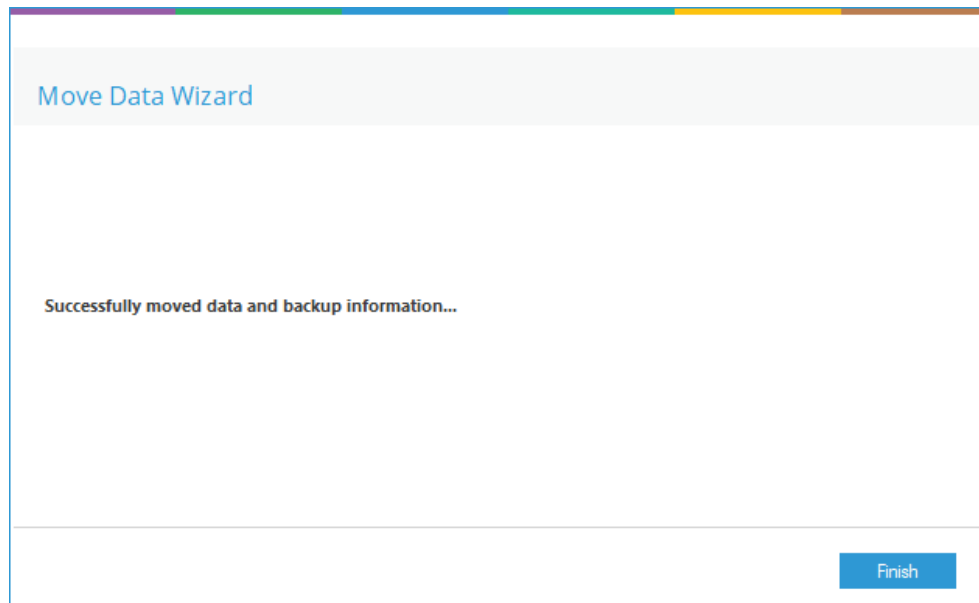 Move Data Wizard
Successfully moved data and backup information...
Finish